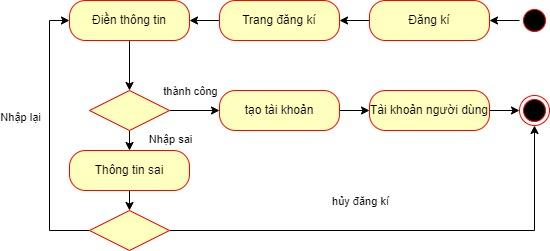 Điền thông tin
Trang đăng kí
Đăng kí
thành công
Nhập lại
tạo tài khoản
Tài khoản người dùng
Nhập sai
Thông tin sai
hủy đăng kí